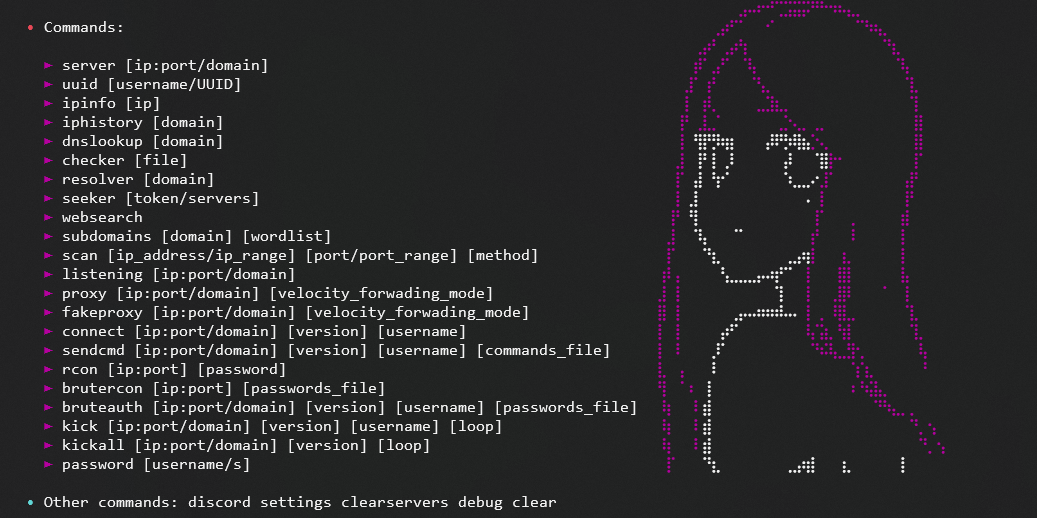 • Commands:
► server [ip:port/domain]
► uuid [username/UUID]
► ipinfo [ip]
► iphistory [domain]
► dnslookup [domain]
► checker [file]
► resolver [domain]
► seeker [token/servers]
► websearch
► subdomains [domain] [wordlist]
► scan [ip_address/ip_range] [port/port_range] [method]
► listening [ip:port/domain]
► proxy [ip:port/domain] [velocity_forwading_mode]
► fakeproxy [ip:port/domain] [velocity_forwading_mode]
► connect [ip:port/domain] [version] [username]
► sendcmd [ip:port/domain] [version] [username] [commands_file]
► rcon [ip:port] [password]
► brutercon [ip:port] [passwords_file]
► bruteauth [ip:port/domain] [version] [username] [passwords_file]
► kick [ip:port/domain] [version] [username] [loop]
► kickall [ip:port/domain] [version] [loop]
► password [username/s]
• Other commands: discord settings clearservers debug clear